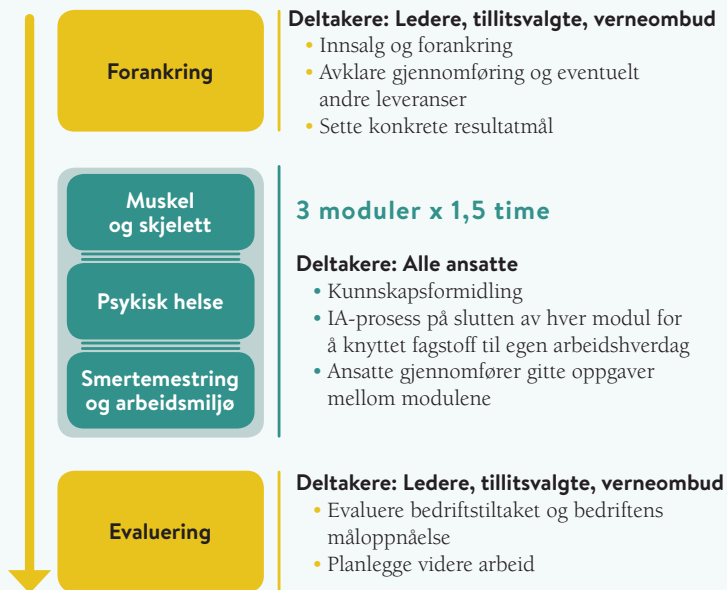 Forankring
Deltakere: Ledere, tillitsvalgte, verneombud
• Innsalg og forankring
• Avklare gjennomføring og eventuelt
andre leveranser
• Sette konkrete resultatmål
Muskel
og skjelett
Psykisk helse
Smertemestring
og arbeidsmiljø
3 moduler x 1,5 time
Deltakere: Alle ansatte
• Kunnskapsformidling
• IA-prosess på slutten av hver modul for
å knyttet fagstoff til egen arbeidshverdag
• Ansatte gjennomfører gitte oppgaver
mellom modulene
Evaluering
Deltakere: Ledere, tillitsvalgte, verneombud
• Evaluere bedriftstiltaket og bedriftens
måloppnåelse
• Planlegge videre arbeid